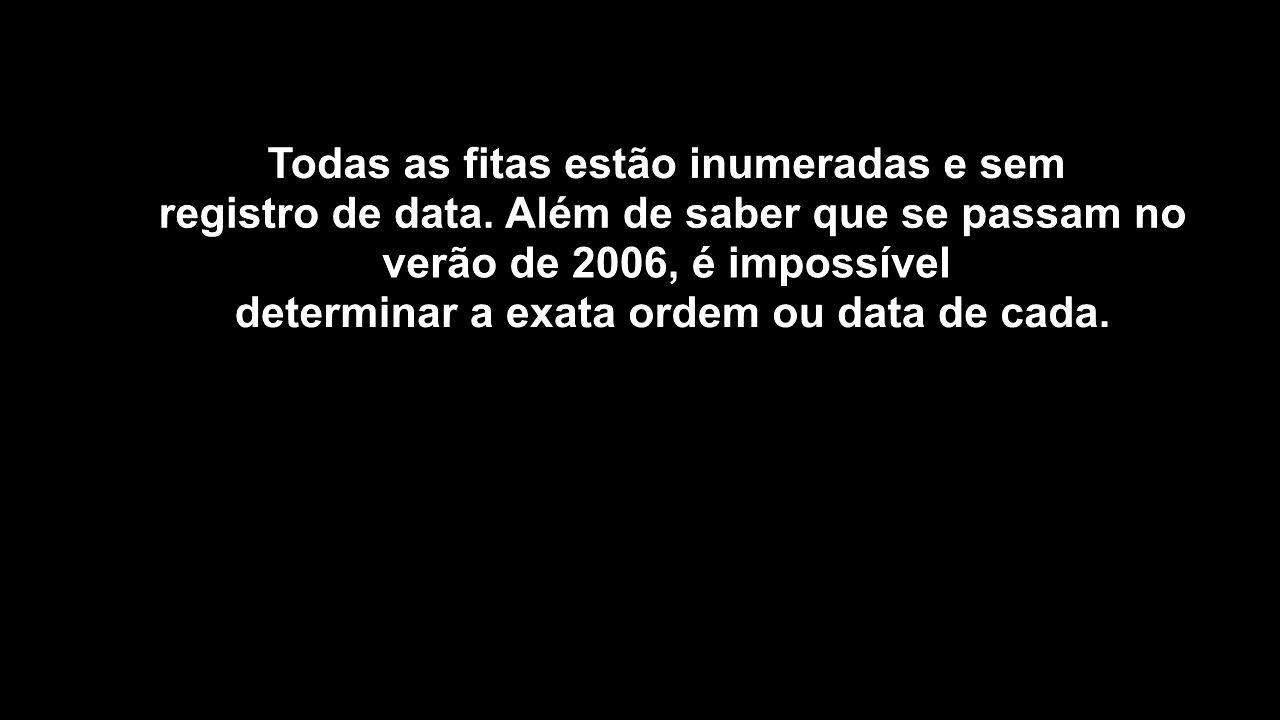 Todas as fitas estão inumeradas e sem
registro de data. Além de saber que se passam no
verão de 2006, é impossível
determinar a exata ordem ou data de cada.